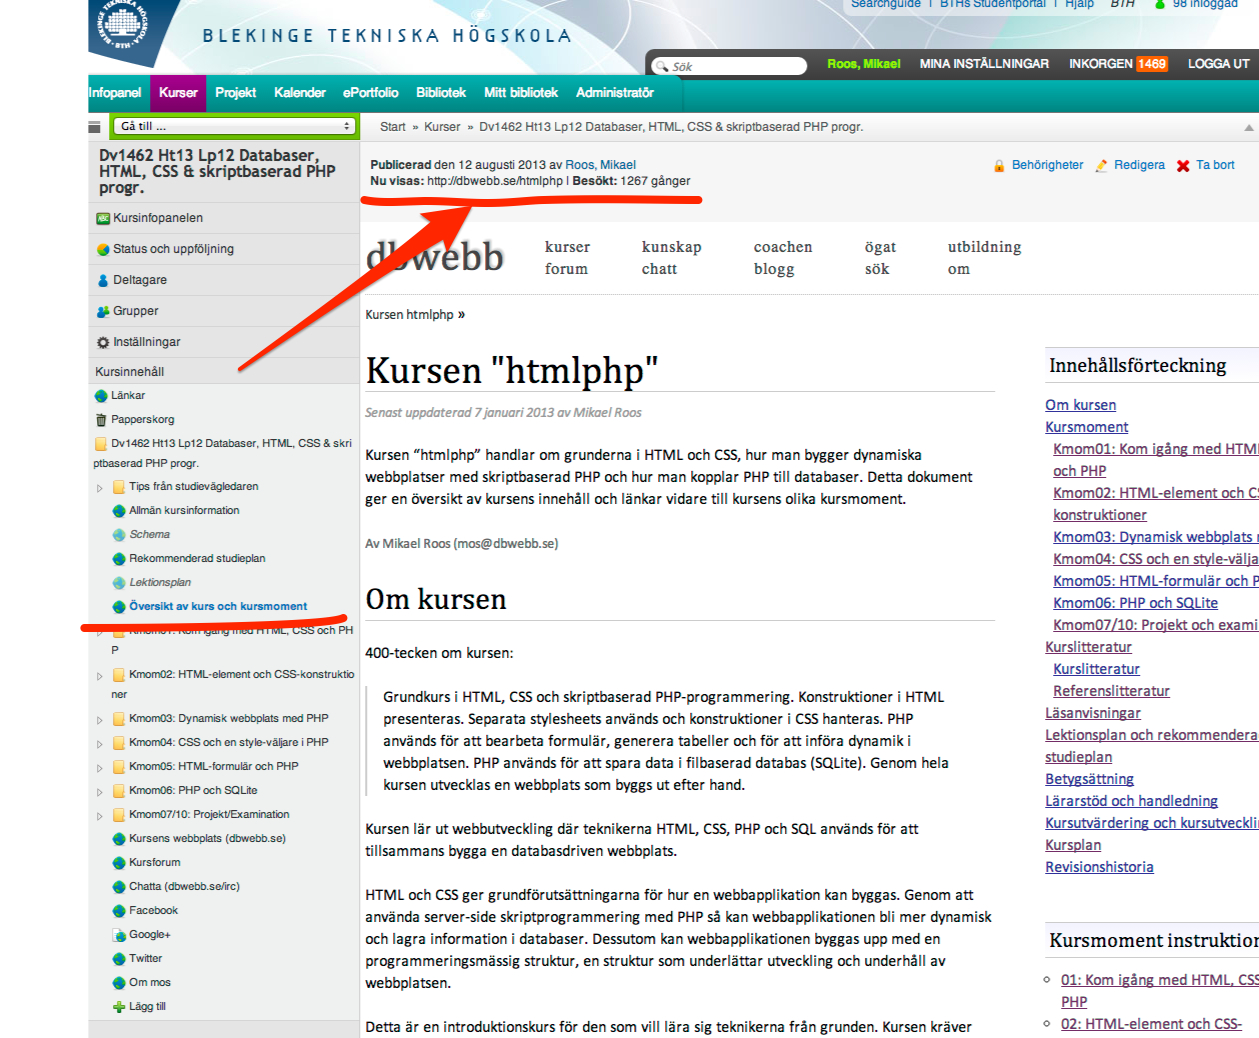 BLEKINGE TEKNISKA HÖGSKOLA
Searchguide | BTHs Studentportal | Hjälp BTH 98 inloggad
Sök
Roos, Mikael MINA INSTÄLLNINGAR INKORGEN 1469 LOGGA UT
Infopanel Kurser Projekt Kalender ePortfolio Bibliotek Mitt bibliotek Administratör
Gå till ...
Start » Kurser » Dv1462 Ht13 Lp12 Databaser, HTML, CSS & skriptbaserad PHP progr.
Dv1462 Ht13 Lp12 Databaser,
HTML, CSS & skriptbaserad PHP
progr.
Kursinfopanelen
Status och uppföljning
Deltagare
Grupper
Inställningar
Kursinnehåll
Länkar
Papperskorg
Dv1462 Ht13 Lp12 Databaser, HTML, CSS & skri
ptbaserad PHP progr.
Tips från studievägledaren
Allmän kursinformation
Schema
Rekommenderad studieplan
Lektionsplan
Översikt av kurs och kursmoment
Kmom01: Kom igång med HTML, CSS och PH
P
Kmom02: HTML-element och CSS-konstruktio
ner
Kmom03: Dynamisk webbplats med PHP
Kmom04: CSS och en style-väljare i PHP
Kmom05: HTML-formulär och PHP
Kmom06: PHP och SQLite
Kmom07/10: Projekt/Examination
Kursens webbplats (dbwebb.se)
Kursforum
Chatta (dbwebb.se/irc)
Facebook
Google+
Twitter
Om mos
Lägg till
Publicerad den 12 augusti 2013 av Roos, Mikael
Nu visas: http://dbwebb.se/htmlphp | Besökt: 1267 gånger
Behörigheter Redigera Ta bort
dbwebb
kurser kunskap coachen ögat utbildning
forum chatt blogg sök om
Kursen htmlphp »
Kursen "htmlphp"
Senast uppdaterad 7 januari 2013 av Mikael Roos
Kursen “htmlphp” handlar om grunderna i HTML och CSS, hur man bygger dynamiska
webbplatser med skriptbaserad PHP och hur man kopplar PHP till databaser. Detta dokument
ger en översikt av kursens innehåll och länkar vidare till kursens olika kursmoment.
Av Mikael Roos (mos@dbwebb.se)
Om kursen
400-tecken om kursen:
Grundkurs i HTML, CSS och skriptbaserad PHP-programmering. Konstruktioner i HTML
presenteras. Separata stylesheets används och konstruktioner i CSS hanteras. PHP
används för att bearbeta formulär, generera tabeller och för att införa dynamik i
webbplatsen. PHP används för att spara data i filbaserad databas (SQLite). Genom hela
kursen utvecklas en webbplats som byggs ut efter hand.
Kursen lär ut webbutveckling där teknikerna HTML, CSS, PHP och SQL används för att
tillsammans bygga en databasdriven webbplats.
HTML och CSS ger grundförutsättningarna för hur en webbapplikation kan byggas. Genom att
använda server-side skriptprogrammering med PHP så kan webbapplikationen bli mer dynamisk
och lagra information i databaser. Dessutom kan webbapplikationen byggas upp med en
programmeringsmässig struktur, en struktur som underlättar utveckling och underhåll av
webbplatsen.
Detta är en introduktionskurs för den som vill lära sig teknikerna från grunden. Kursen kräver
Innehållsförteckning
Om kursen
Kursmoment
Kmom01: Kom igång med HTML
och PHP
Kmom02: HTML-element och CS
konstruktioner
Kmom03: Dynamisk webbplats
Kmom04: CSS och en style-välja
Kmom05: HTML-formulär och P
Kmom06: PHP och SQLite
Kmom07/10: Projekt och exami
Kurslitteratur
Kurslitteratur
Referenslitteratur
Läsanvisningar
Lektionsplan och rekommendera
studieplan
Betygsättning
Lärarstöd och handledning
Kursutvärdering och kursutveckli
Kursplan
Revisionshistoria
Kursmoment instruktion
01: Kom igång med HTML, CSS
PHP
02: HTML-element och CSS-